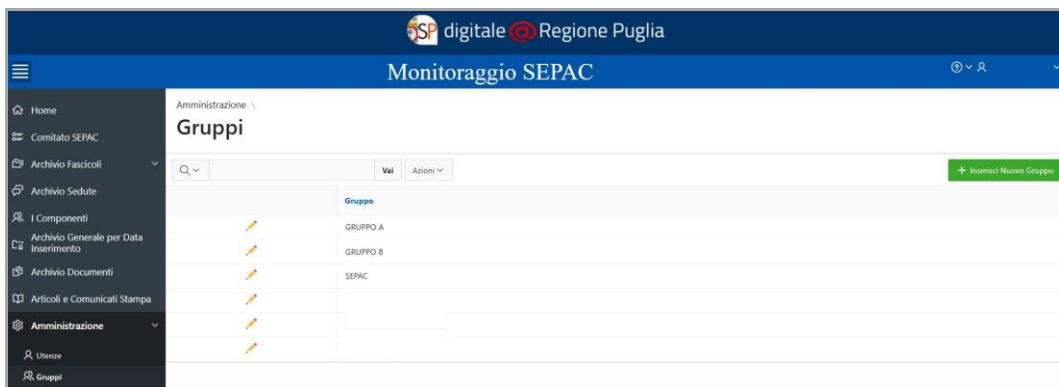 SP digitale @ Regione Puglia
Monitoraggio SEPAC
Home
Comitato SEPAC
Archivio Fascicoli
Archivio Sedute
I Componenti
Archivio Generale per Data
Inserimento
Archivio Documenti
Articoli e Comunicati Stampa
Amministrazione
Utenze
Gruppi
Amministrazione \
Gruppi
Vai Azioni
+ Inserisci Nuovo Gruppo
Gruppo
GRUPPO A
GRUPPO B
SEPAC